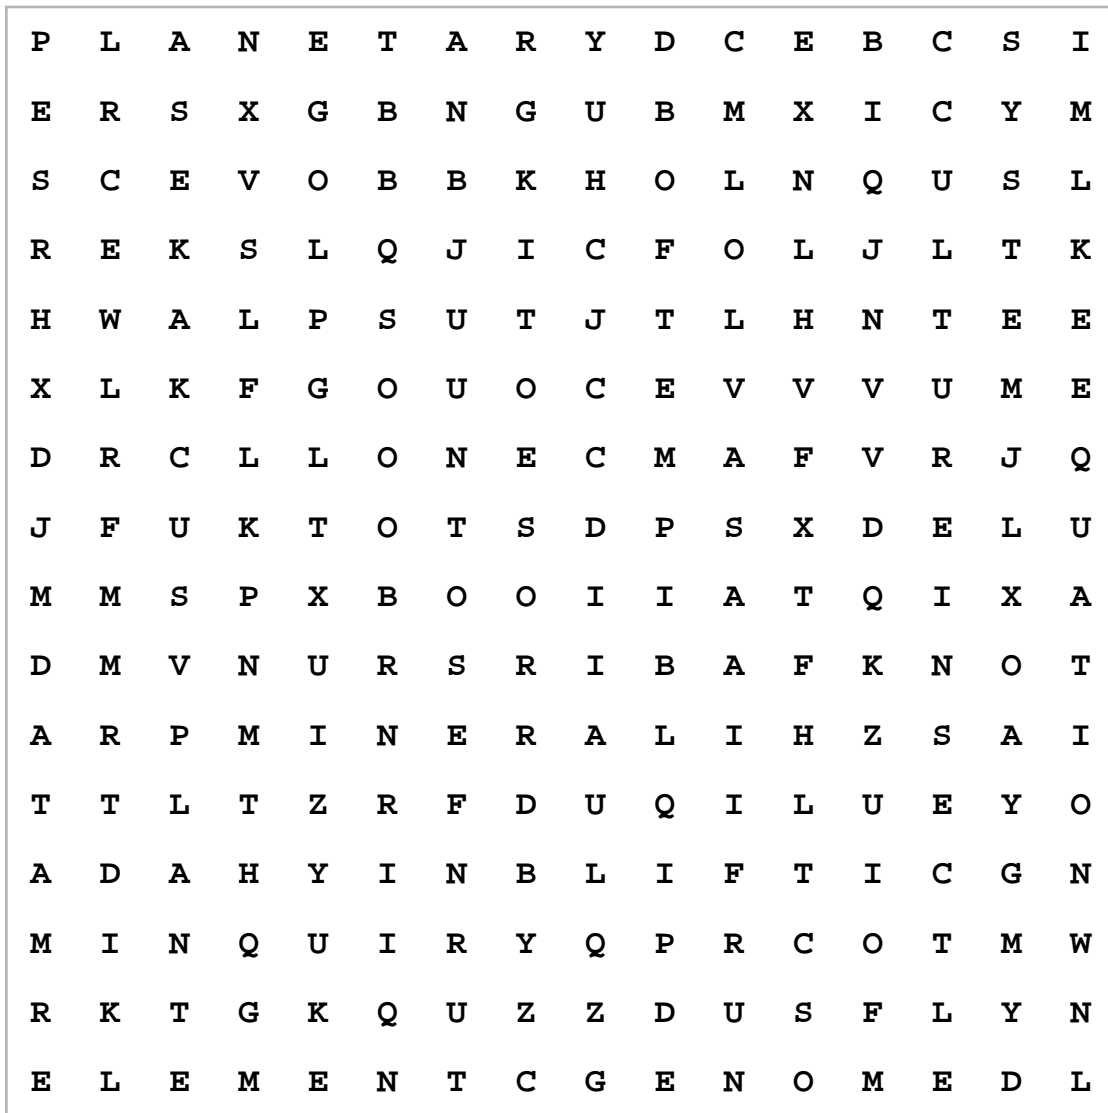 P L A N E T A R Y D C E B C S I
E R S X G B N G U B M X I C Y M
S C E V O B B K H O L N Q U S L
R E K S L Q J I C F O L J L T K
H W A L P S U T J T L H N T E E
X L K F G O U O C E V V V U M E
D R C L L O N E C M A F V R J Q
J F U K T O T S D P S X D E L U
M M S P X B O O I I A T Q I X A
D M V N U R S R I B A F K N O T
A R P M I N E R A L I H Z S A I
T T L T Z R F D U Q I L U E Y O
A D A H Y I N B L I F T I C G N
M I N Q U I R Y Q P R C O T M W
R K T G K Q U Z Z D U S F L Y N
E L E M E N T C G E N O M E D L